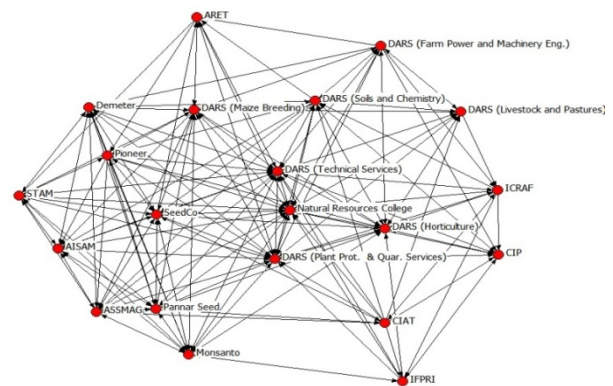 ARET
DARS (Farm Power and Machinery Eng.)
Demeter
DARS (Maize Breeding)
DARS (Soils and Chemistry)
DARS (Livestock and Pastures)
Pioneer
DARS (Technical Services)
STAM
ICRAF
SeedCo
Natural Resources College
DARS (Horticulture)
AISAM
DARS (Plant Prot. & Quar. Services)
CIP
ASSMAG
Pannar Seed
CIAT
Monsanto
IFPRI